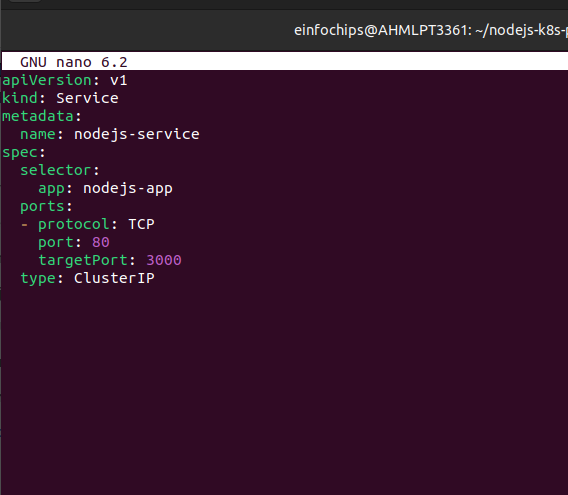 einfochips@AHMLPT3361: ~/nodejs-k8s-p
GNU nano 6.2
apiVersion: v1
kind: Service
metadata:
  name: nodejs-service
spec:
  selector:
    app: nodejs-app
  ports:
  - protocol: TCP
    port: 80
    targetPort: 3000
  type: ClusterIP